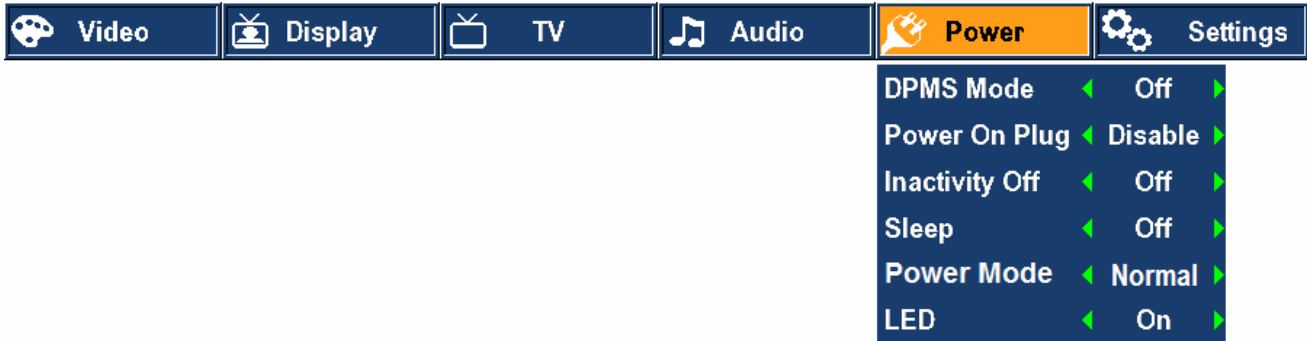 Video Display TV Audio Power Settings
DPMS Mode Off
Power On Plug Disable
Inactivity Off Off
Sleep Off
Power Mode Normal
LED On